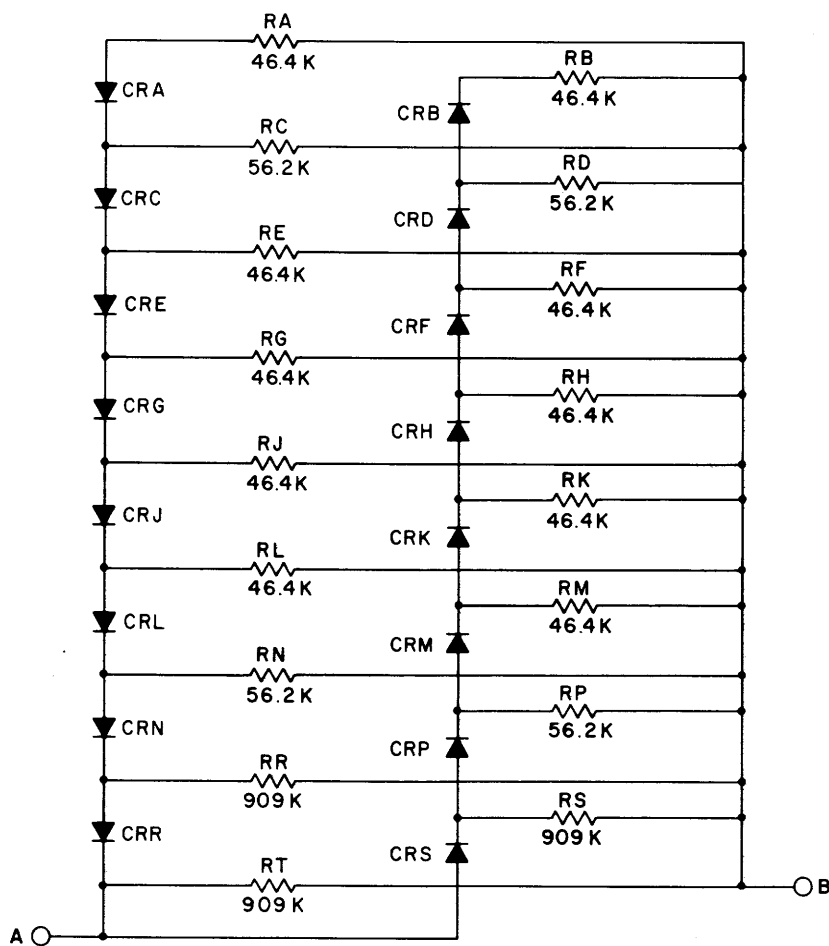 RA
46.4K
RB
46.4K
CRA
CRB
RC
56.2K
RD
56.2K
CRC
CRD
RE
46.4K
RF
46.4K
CRE
CRF
RG
46.4K
RH
46.4K
CRG
CRH
RJ
46.4K
RK
46.4K
CRJ
CRK
RL
46.4K
RM
46.4K
CRL
CRM
RN
56.2K
RP
56.2K
CRN
CRP
RR
909K
RS
909K
CRR
CRS
RT
909K
B
A